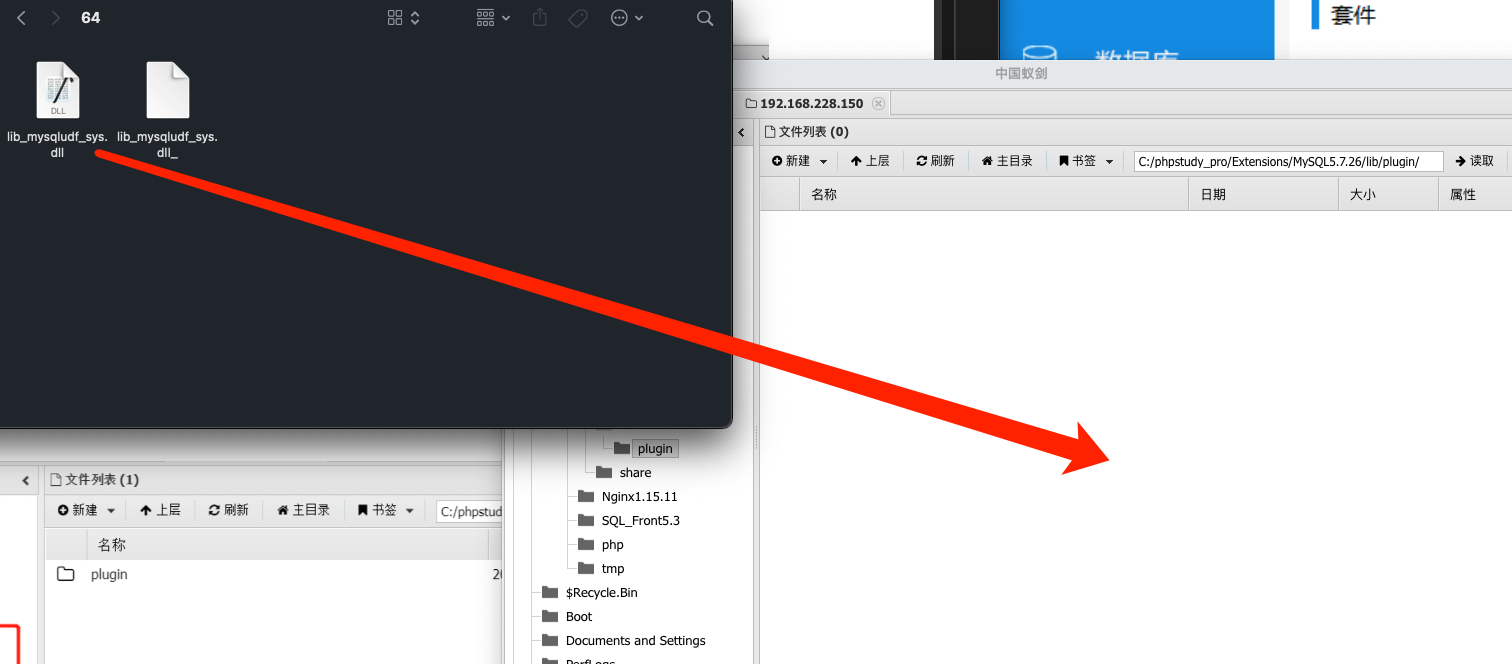 64
套件
数据库
DLL
lib_mysqludf_sys.
dll
lib_mysqludf_sys.
dll_
中国蚁剑
192.168.228.150
文件列表 (0)
新建 上层 刷新 主目录 书签 C:/phpstudy_pro/Extensions/MySQL5.7.26/lib/plugin/ 读取
名称 日期 大小 属性
plugin
share
Nginx1.15.11
SQL_Front5.3
php
tmp
$Recycle.Bin
Boot
Documents and Settings
PerfLogs
文件列表 (1)
新建 上层 刷新 主目录 书签 C:/phpstud
名称
plugin